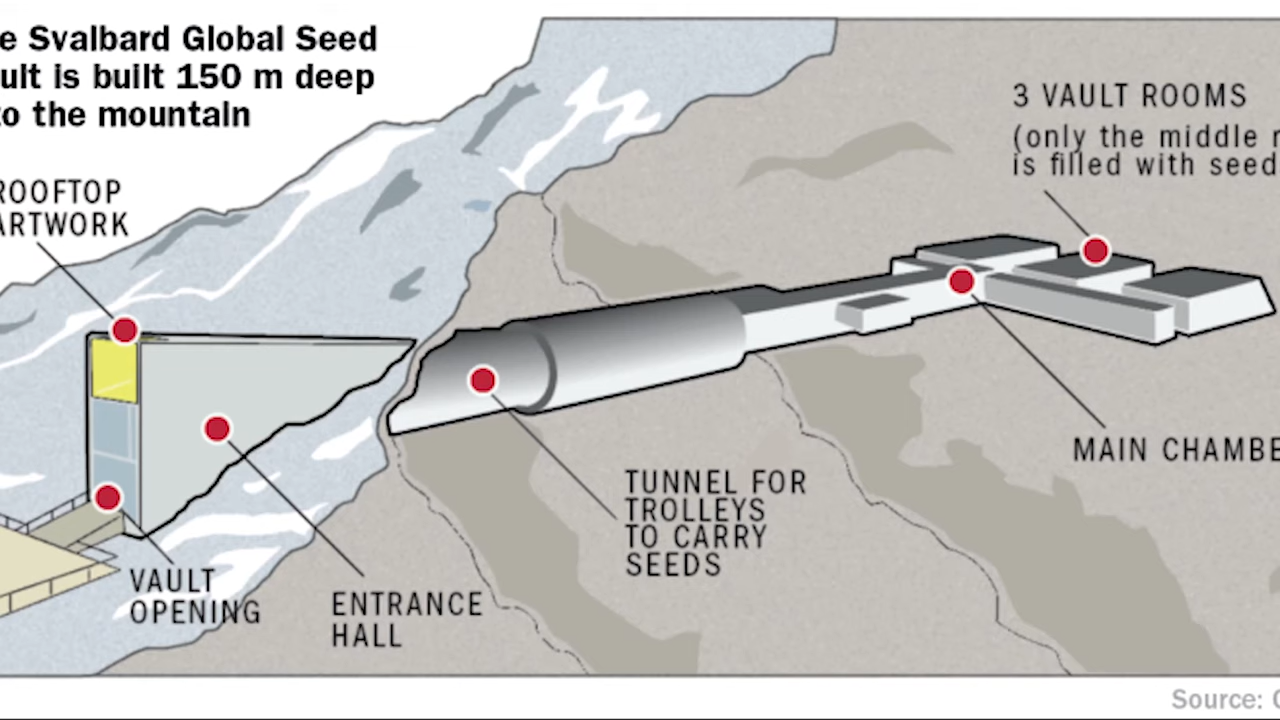 e Svalbard Global Seed
ult is built 150 m deep
to the mountain
ROOFTOP
ARTWORK
3 VAULT ROOMS
(only the middle r
is filled with seed
MAIN CHAMBE
TUNNEL FOR
TROLLEYS
TO CARRY
SEEDS
VAULT
OPENING
ENTRANCE
HALL
Source: